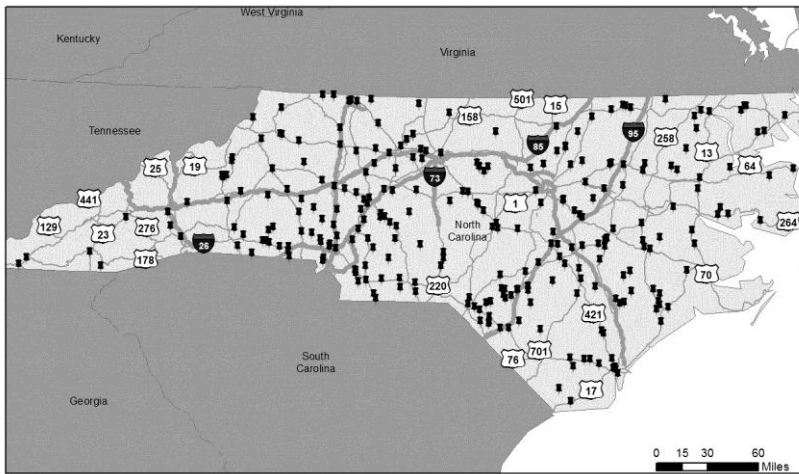 West Virginia
Kentucky
Virginia
Tennessee
501
15
158
95
85
258
25
19
13
64
73
441
1
North
Carolina
129
276
23
26
264
178
70
220
421
76
701
South
Carolina
17
Georgia
0 15 30 60
Miles